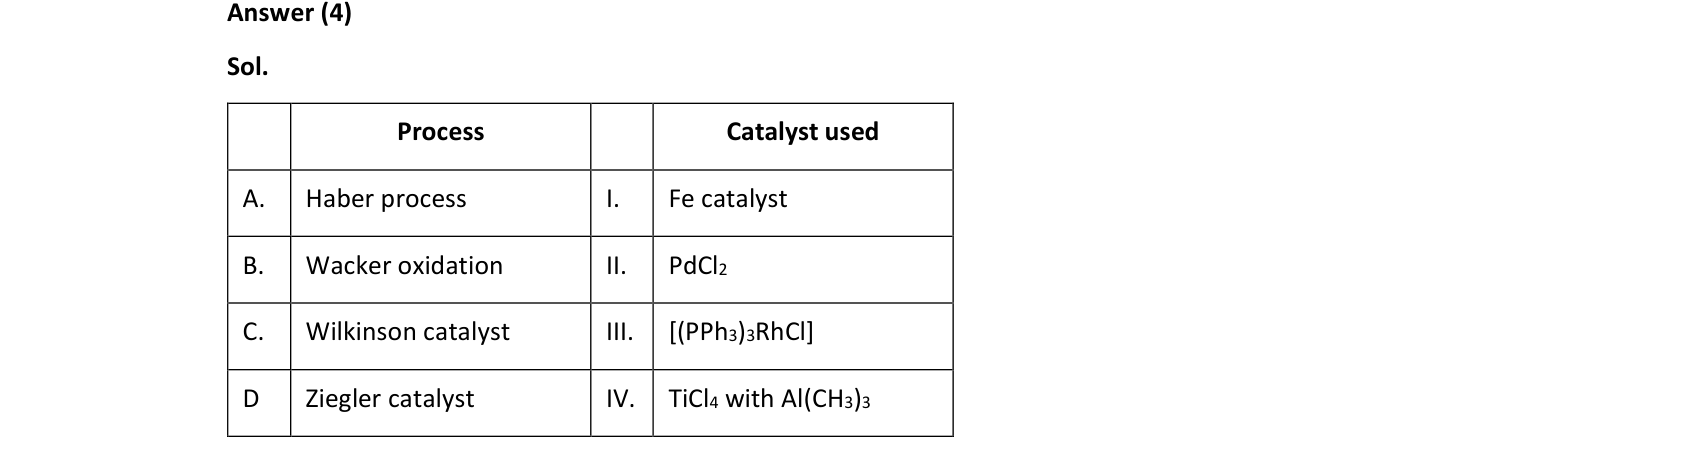 Answer (4)
Sol.
Process Catalyst used
A. Haber process I. Fe catalyst
B. Wacker oxidation II. PdCl₂
C. Wilkinson catalyst III. [(PPh₃)₃RhCl]
D Ziegler catalyst IV. TiCl₄ with Al(CH₃)₃